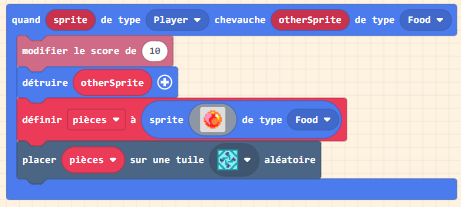 quand sprite de type Player chevauche otherSprite de type Food
modifier le score de 10
détruire otherSprite
définir pièces à sprite de type Food
placer pièces sur une tuile aléatoire